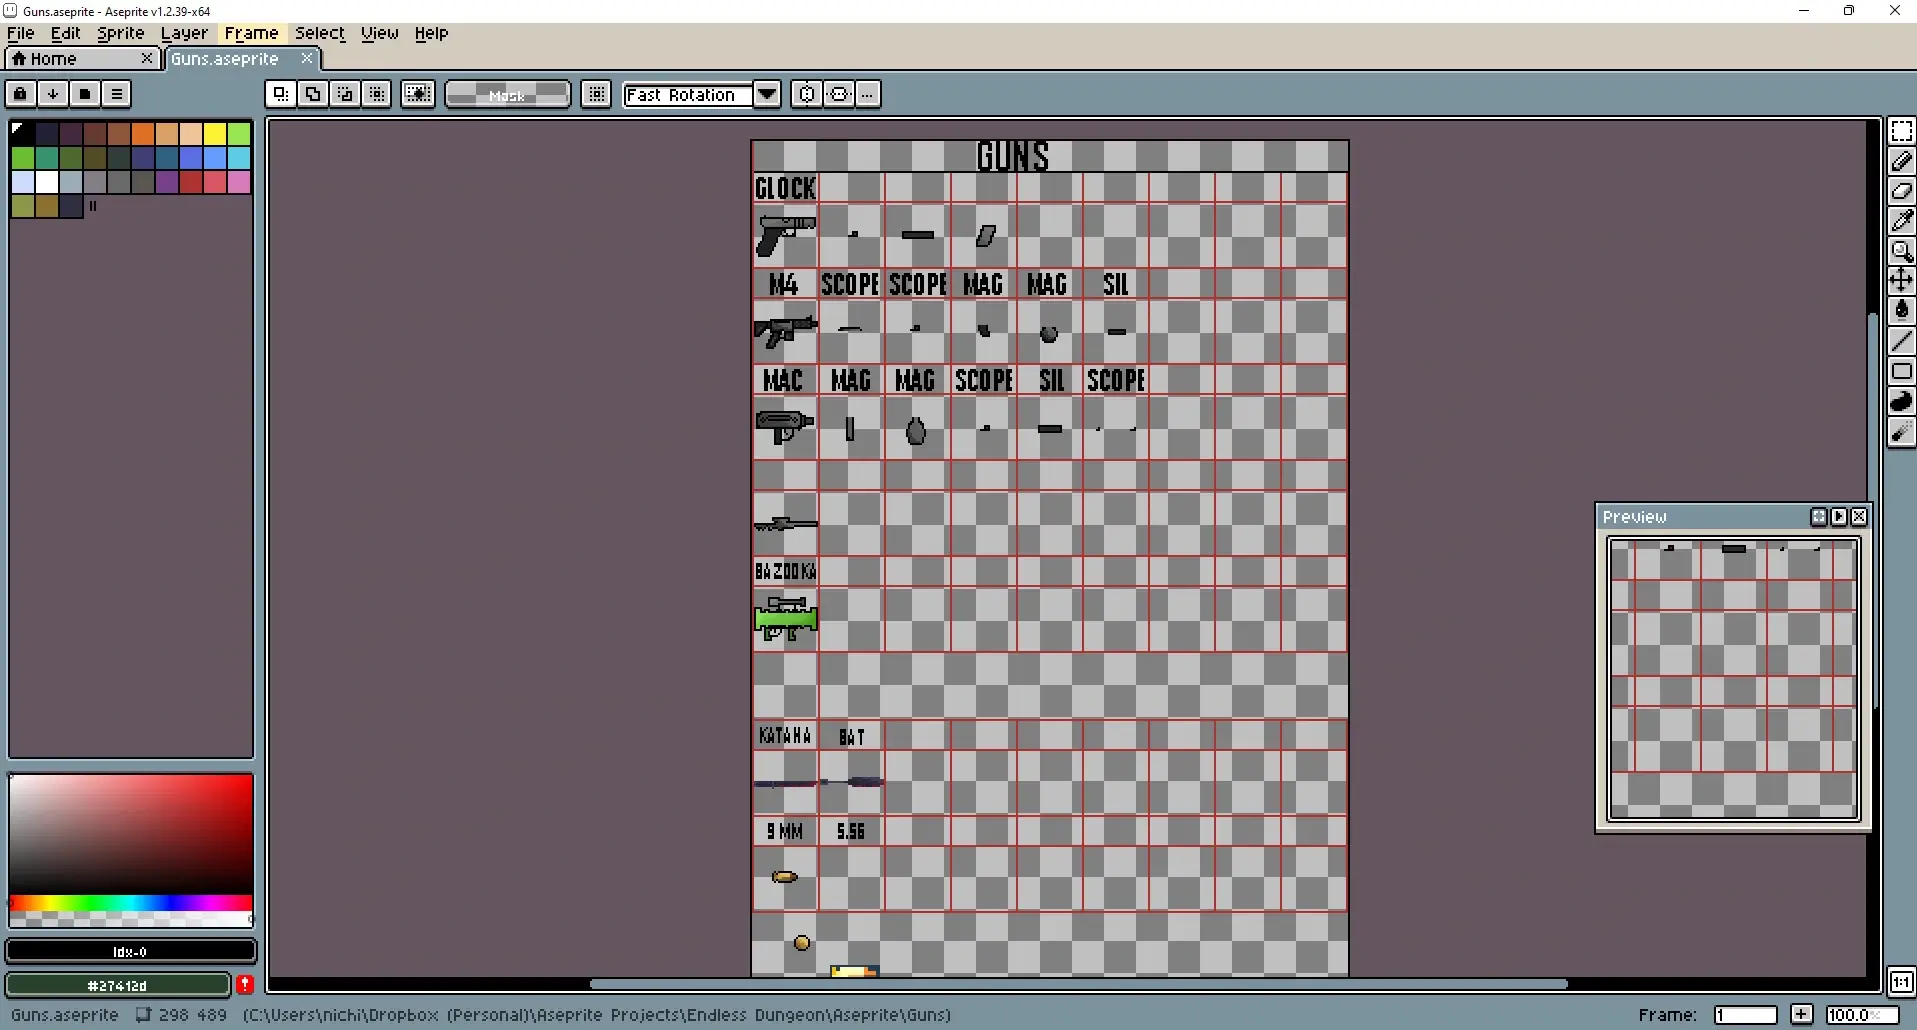 Guns.aseprite - Aseprite v1.2.39-x64
File Edit Sprite Layer Frame Select View Help
Home Guns.aseprite
Mask Fast Rotation ...
GUNS
GLOCK
M4 SCOPE SCOPE MAG MAG SIL
MAC MAG MAG SCOPE SIL SCOPE
Preview
BAZOOKA
KATANA BAT
9MM 5.56
Idx-0
#27412d
1:1
Guns.aseprite 298 489 (C:\Users\nichi\Dropbox (Personal)\Aseprite Projects\Endless Dungeon\Aseprite\Guns) Frame: 1 + 100.0%